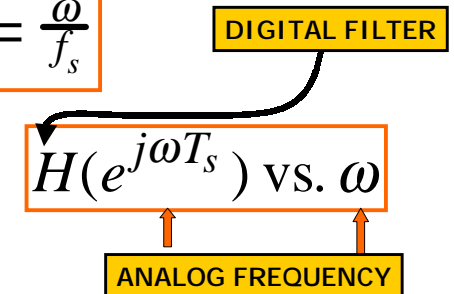 = ω/f_s
DIGITAL FILTER
H(e^{jωT_s}) vs. ω
ANALOG FREQUENCY